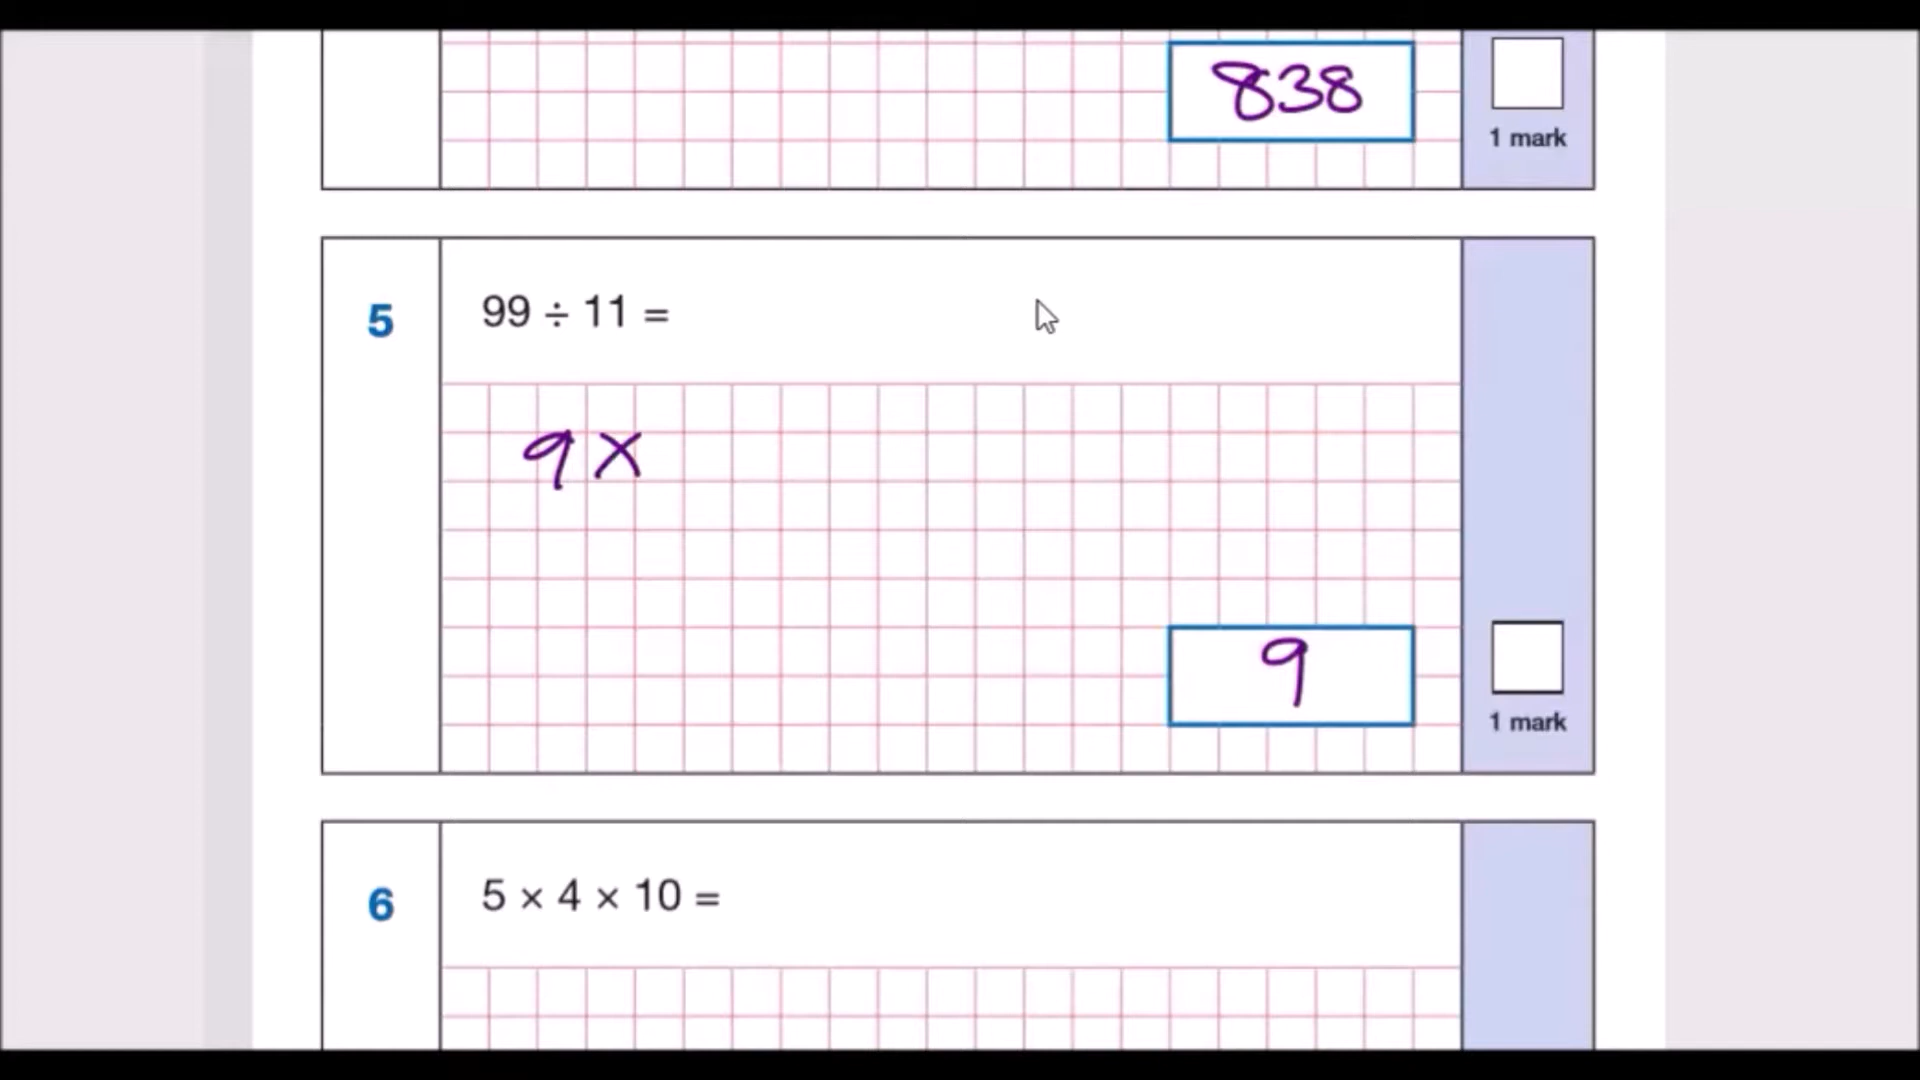 838
1 mark
5
99 ÷ 11 =
9 ×
9
1 mark
6
5 × 4 × 10 =